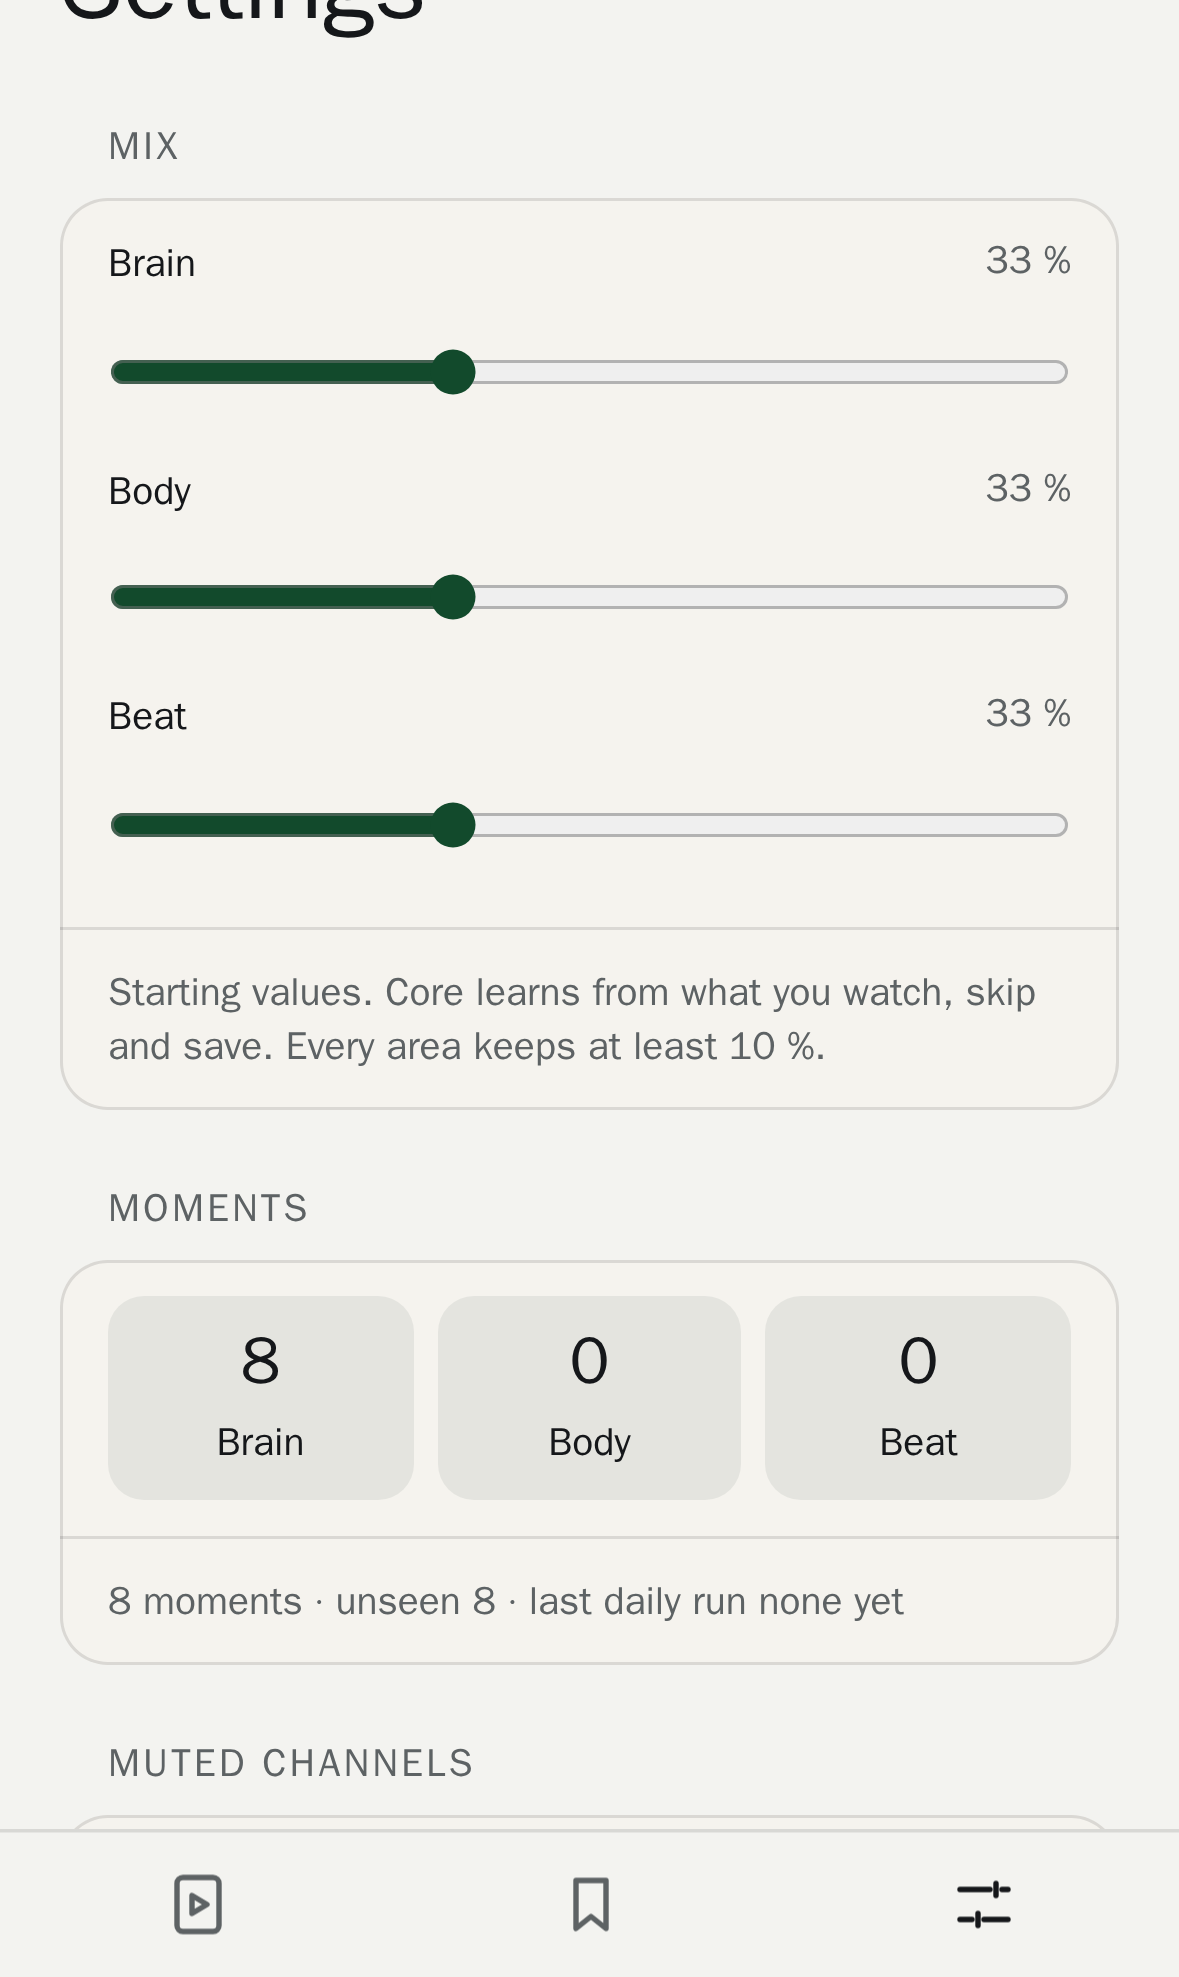 Settings
MIX
Brain
33 %
Body
33 %
Beat
33 %
Starting values. Core learns from what you watch, skip
and save. Every area keeps at least 10 %.
MOMENTS
8
0
0
Brain
Body
Beat
8 moments · unseen 8 · last daily run none yet
MUTED CHANNELS